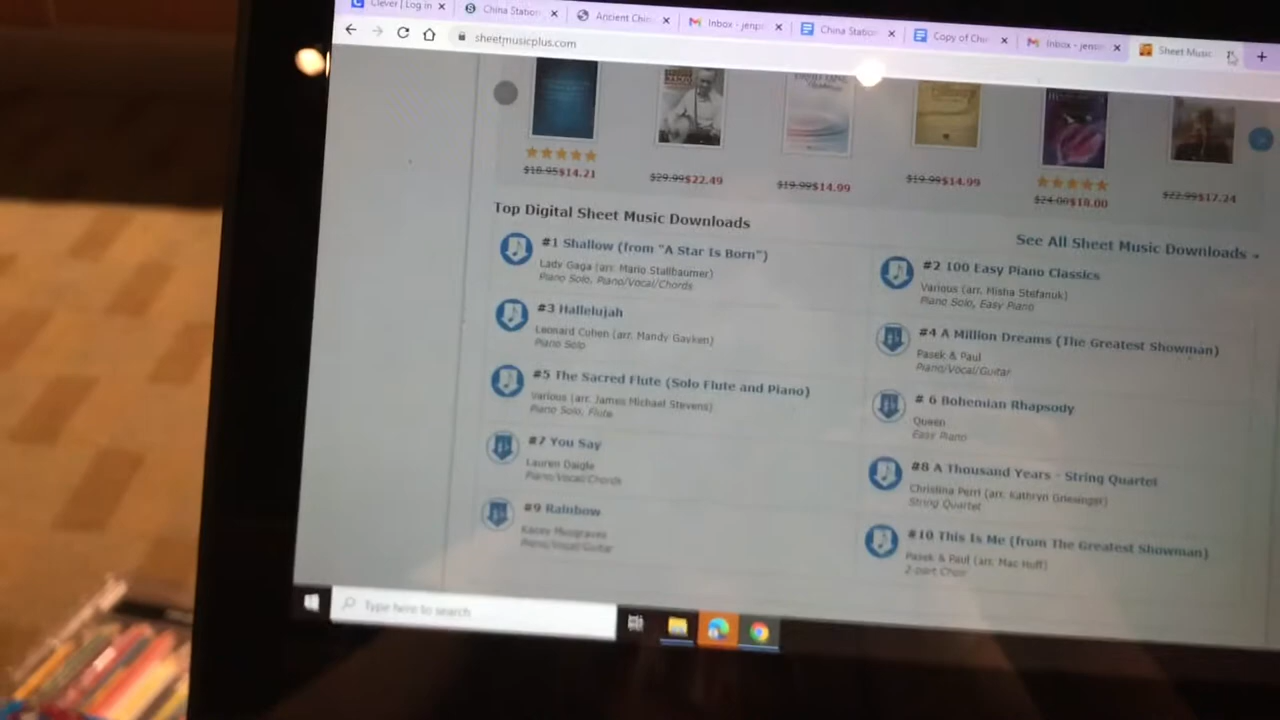 Clever | Log in
China Station
Ancient Chin
Inbox - jenp
China Station
Copy of Chi
Inbox - jens
Sheet Music
sheetmusicplus.com
$18.95 $14.21
$29.99 $22.49
$19.99 $14.99
$19.99 $14.99
$24.00 $18.00
$22.99 $17.24
Top Digital Sheet Music Downloads
See All Sheet Music Downloads »
#1 Shallow (from "A Star Is Born")
Lady Gaga (arr. Mario Stallbaumer)
Piano Solo, Piano/Vocal/Chords
#2 100 Easy Piano Classics
Various (arr. Misha Stefanuk)
Piano Solo, Easy Piano
#3 Hallelujah
Leonard Cohen (arr. Mandy Gavken)
Piano Solo
#4 A Million Dreams (The Greatest Showman)
Pasek & Paul
Piano/Vocal/Guitar
#5 The Sacred Flute (Solo Flute and Piano)
Various (arr. James Michael Stevens)
Piano Solo, Flute
# 6 Bohemian Rhapsody
Queen
Easy Piano
#7 You Say
Lauren Daigle
Piano/Vocal/Chords
#8 A Thousand Years - String Quartet
Christina Perri (arr. Kathryn Griesinger)
String Quartet
#9 Rainbow
Kacey Musgraves
Piano/Vocal/Guitar
#10 This Is Me (from The Greatest Showman)
Pasek & Paul (arr. Mac Huff)
2-part Choir
Type here to search